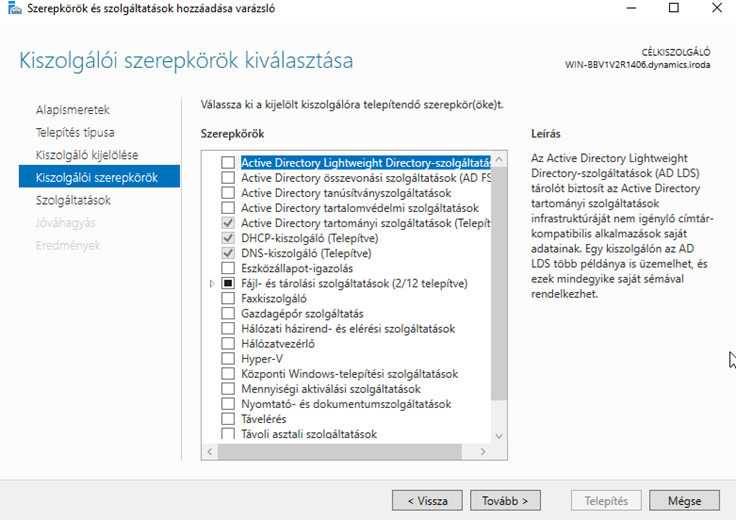 Szerepkörök és szolgáltatások hozzáadása varázsló
Kiszolgálói szerepkörök kiválasztása
CÉLKISZOLGÁLÓ
WIN-BBV1V2R1406.dynamics.iroda
Alapismeretek
Telepítés típusa
Kiszolgáló kijelölése
Kiszolgálói szerepkörök
Szolgáltatások
Jóváhagyás
Eredmények
Válassza ki a kijelölt kiszolgálóra telepítendő szerepkör(öke)t.
Szerepkörök
Active Directory Lightweight Directory-szolgáltatás
Active Directory összevonási szolgáltatások (AD FS
Active Directory tanúsítványszolgáltatások
Active Directory tartalomvédelmi szolgáltatások
Active Directory tartományi szolgáltatások (Telepít
DHCP-kiszolgáló (Telepítve)
DNS-kiszolgáló (Telepítve)
Eszközállapot-igazolás
Fájl- és tárolási szolgáltatások (2/12 telepítve)
Faxkiszolgáló
Gazdagépőr szolgáltatás
Hálózati házirend- és elérési szolgáltatások
Hálózatvezérlő
Hyper-V
Központi Windows-telepítési szolgáltatások
Mennyiségi aktiválási szolgáltatások
Nyomtató- és dokumentumszolgáltatások
Távelérés
Távoli asztali szolgáltatások
Leírás
Az Active Directory Lightweight
Directory-szolgáltatások (AD LDS)
tárolót biztosít az Active Directory
tartományi szolgáltatások
infrastruktúráját nem igénylő címtár-
kompatibilis alkalmazások saját
adatainak. Egy kiszolgálón az AD
LDS több példánya is üzemelhet, és
ezek mindegyike saját sémával
rendelkezhet.
< Vissza
Tovább >
Telepítés
Mégse